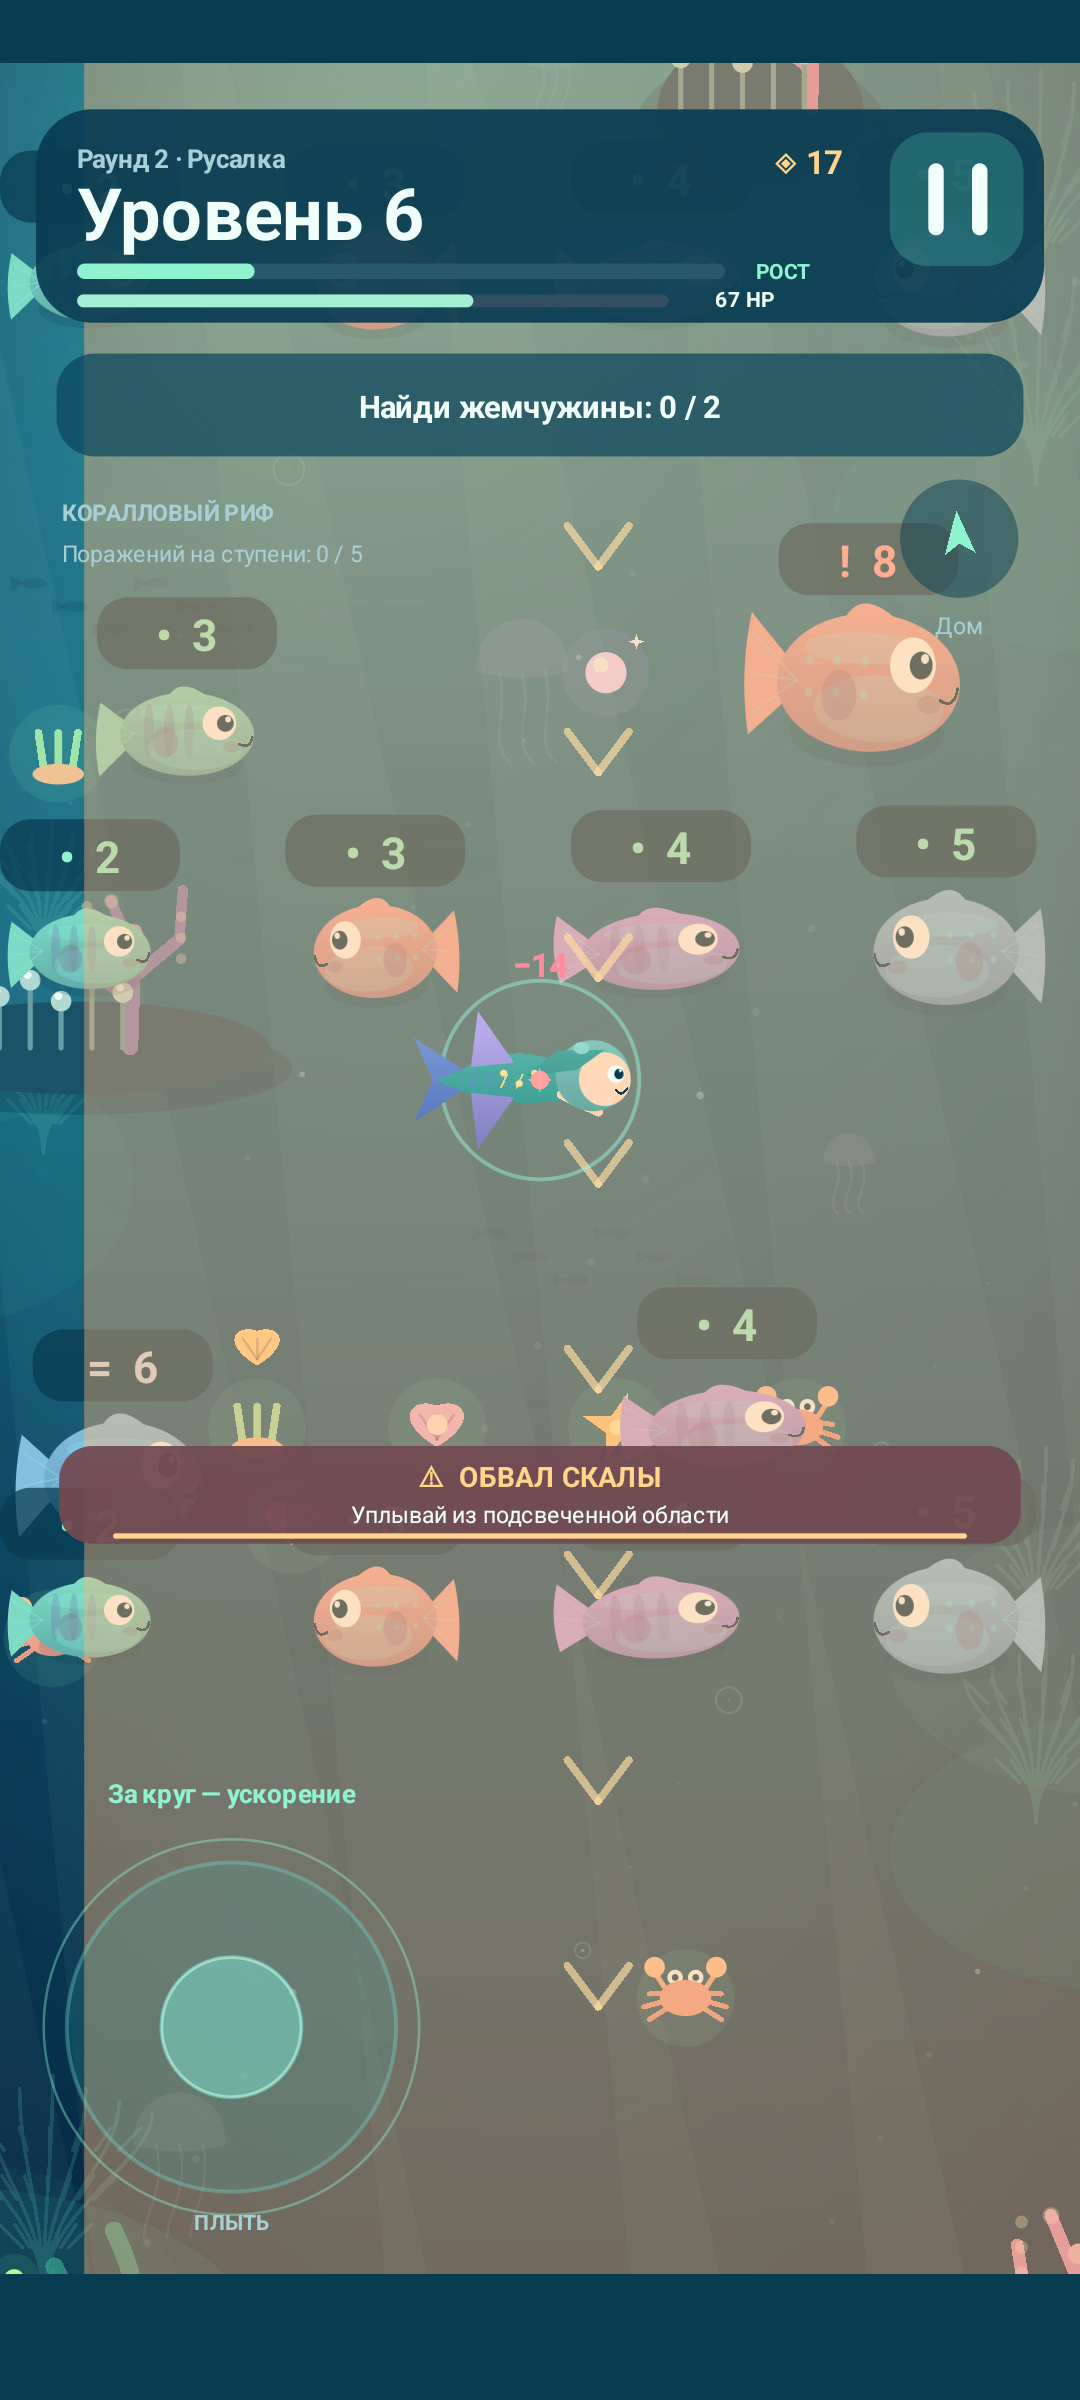 Раунд 2 · Русалка
17
Уровень 6
РОСТ
67 HP
Найди жемчужины: 0 / 2
КОРАЛЛОВЫЙ РИФ
Поражений на ступени: 0 / 5
! 8
Дом
• 3
• 2
• 3
• 4
• 5
−14
• 4
= 6
⚠ ОБВАЛ СКАЛЫ
Уплывай из подсвеченной области
За круг — ускорение
ПЛЫТЬ